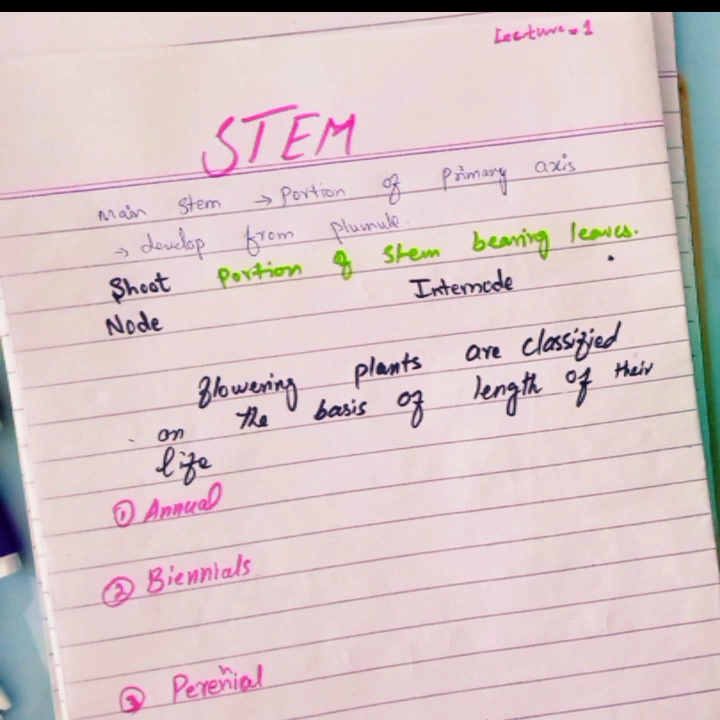 Lecture-1
STEM
main stem → portion of primary axis
→ develop from plumule.
Shoot portion of stem bearing leaves.
Node Internode
flowering plants are classified
on the basis of length of their
life
① Annual
② Biennials
③ Perennial